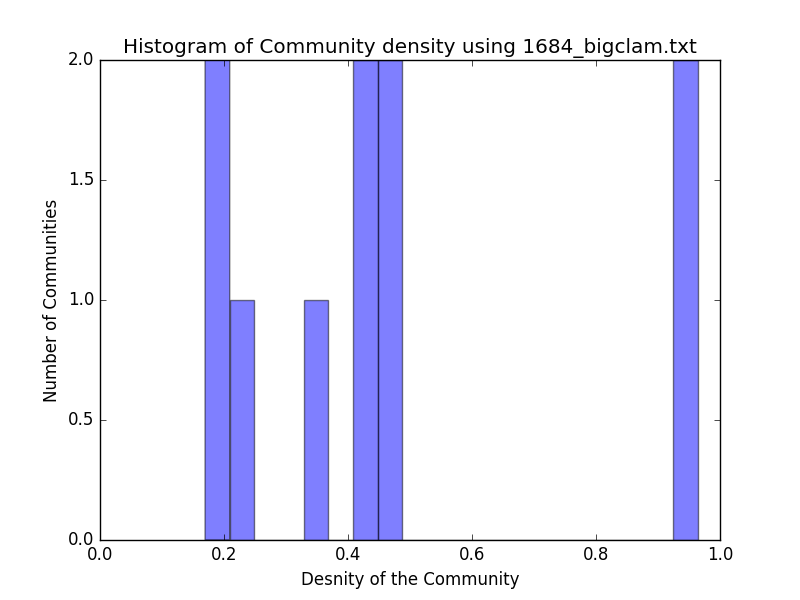 Histogram of Community density using 1684_bigclam.txt
2.0
1.5
1.0
0.5
0.0
Number of Communities
0.0 0.2 0.4 0.6 0.8 1.0
Desnity of the Community